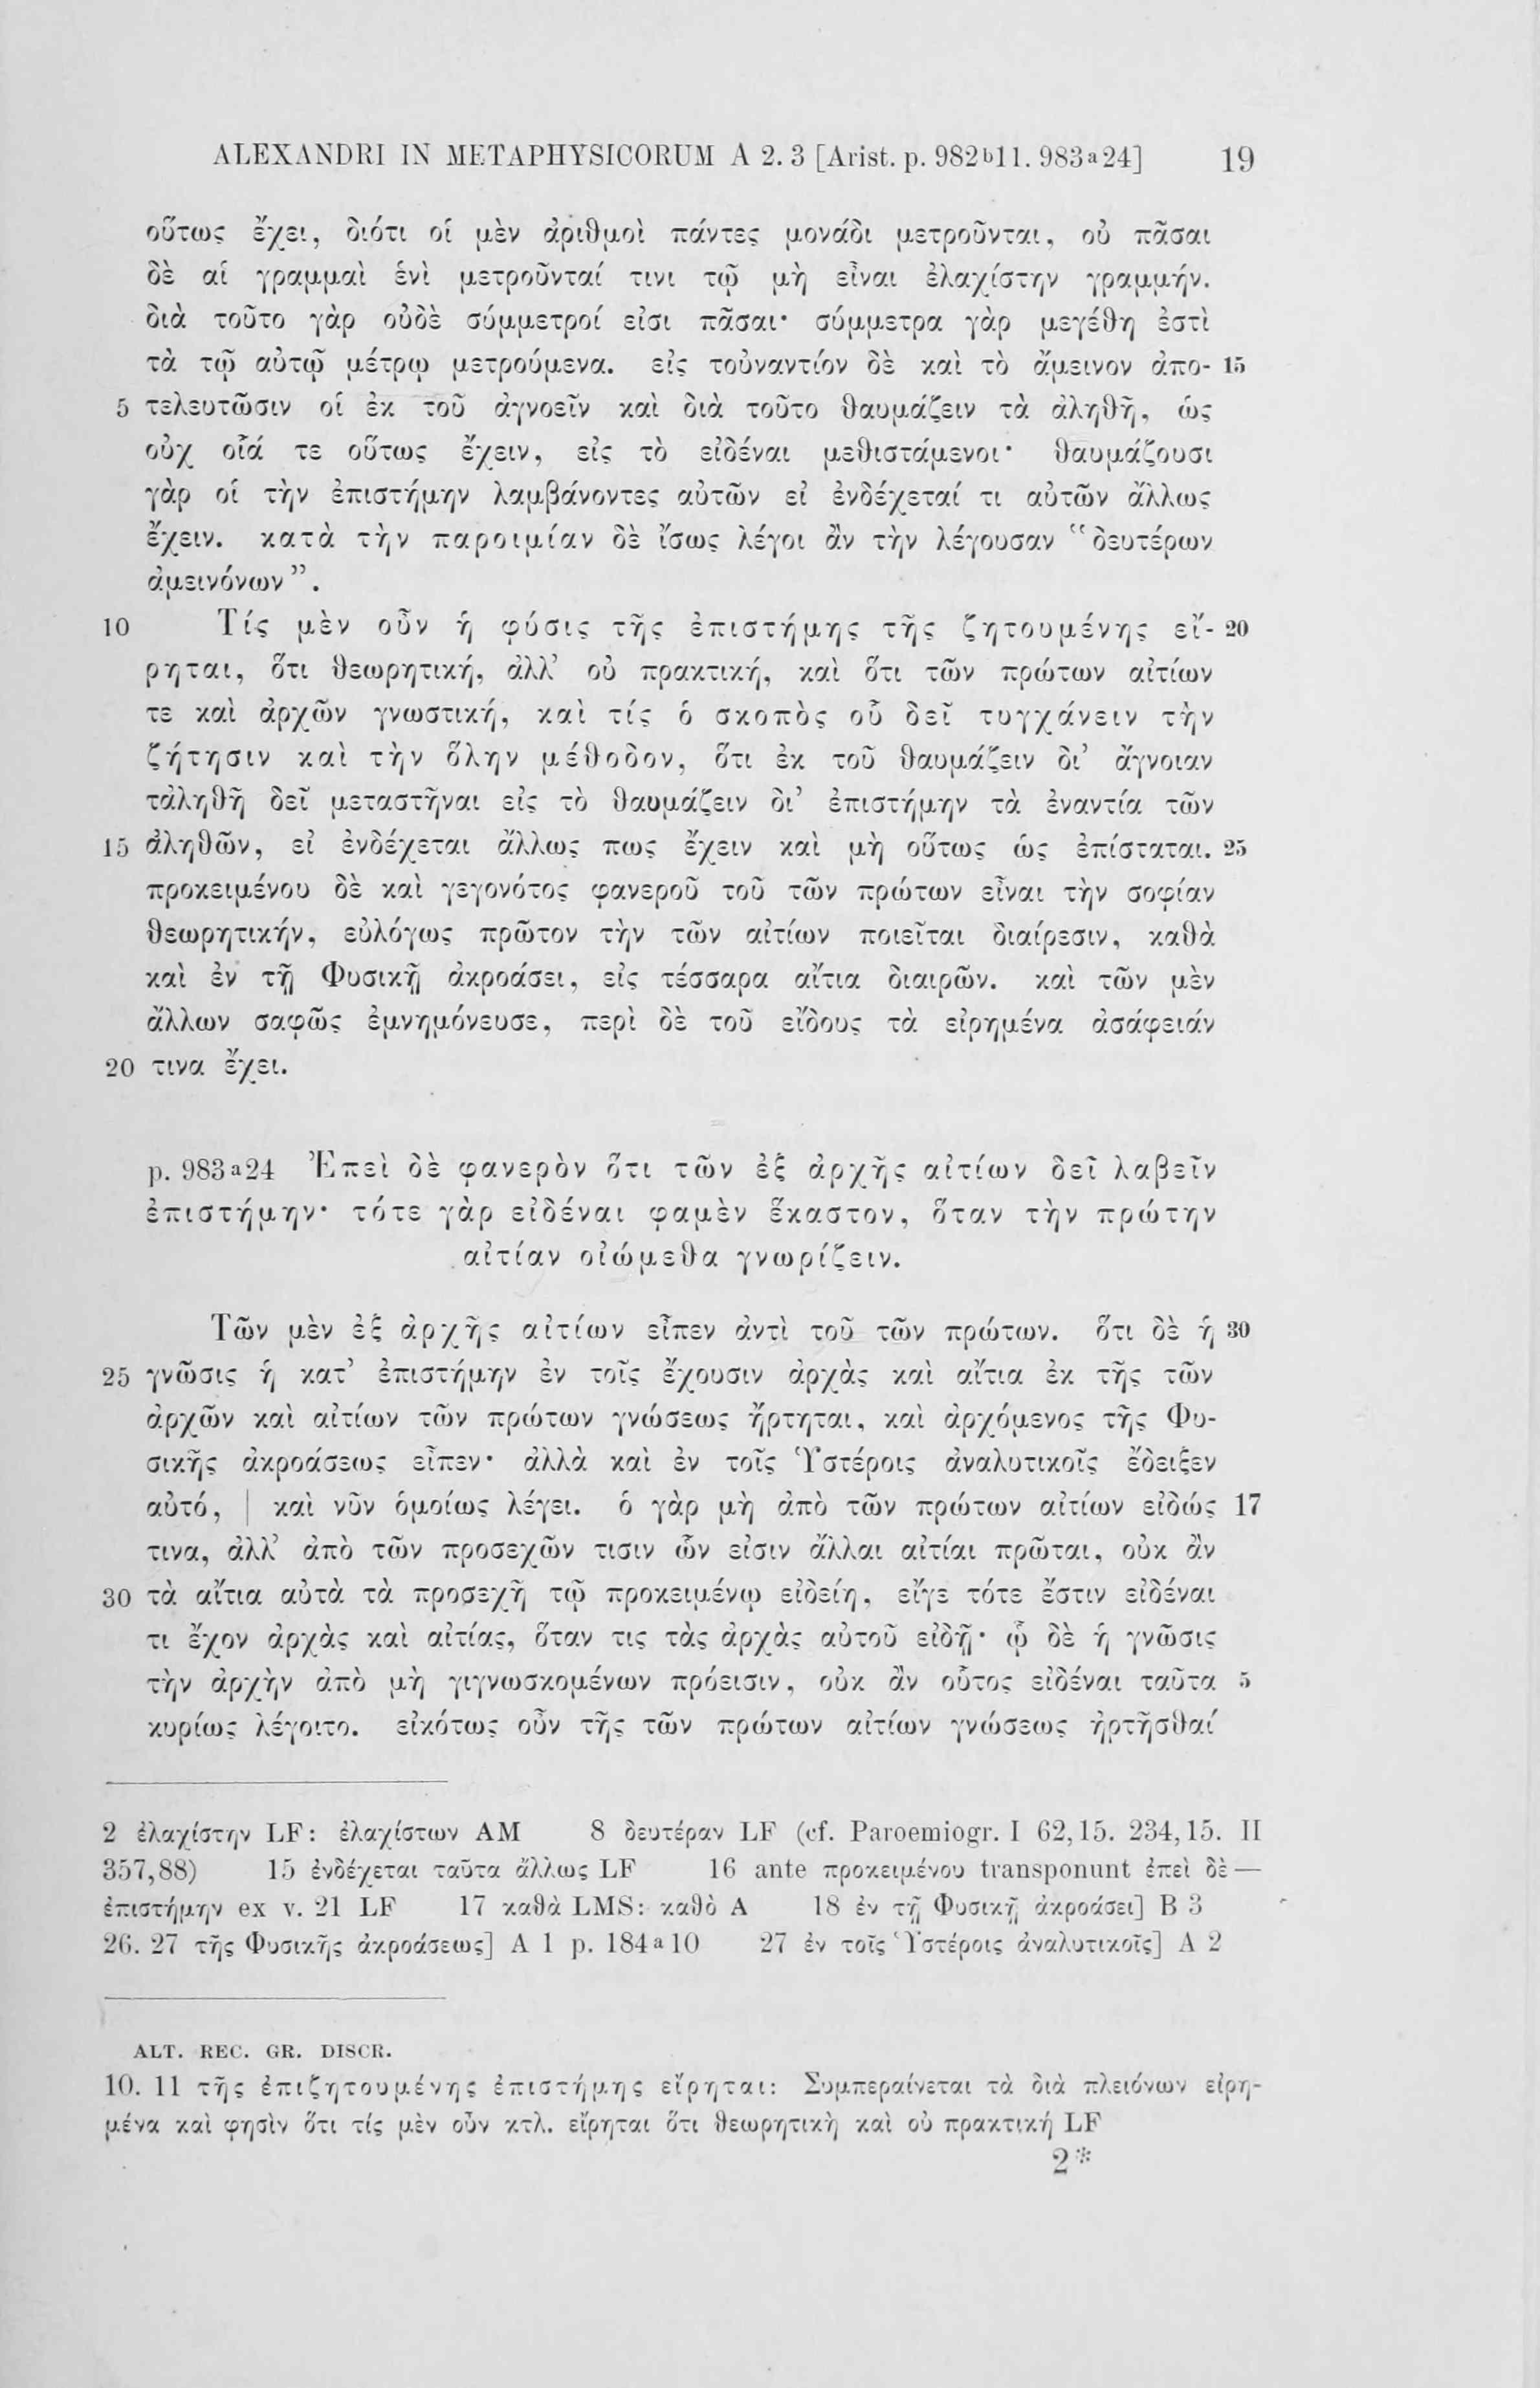 ALEXANDRI IN METAPHYSICORUM A 2. 3 [Arist. p. 982b11. 983a24] 19
οὕτως ἔχει, διότι οἱ μὲν ἀριθμοὶ πάντες μονάδι μετροῦνται, οὐ πᾶσαι
δὲ αἱ γραμμαὶ ἑνὶ μετροῦνταί τινι τῷ μὴ εἶναι ἐλαχίστην γραμμήν.
διὰ τοῦτο γὰρ οὐδὲ σύμμετροί εἰσι πᾶσαι· σύμμετρα γὰρ μεγέθη ἐστὶ
τὰ τῷ αὐτῷ μέτρῳ μετρούμενα. εἰς τοὐναντίον δὲ καὶ τὸ ἄμεινον ἀπο- 15
5 τελευτῶσιν οἱ ἐκ τοῦ ἀγνοεῖν καὶ διὰ τοῦτο θαυμάζειν τὰ ἀληθῆ, ὡς
οὐχ οἷά τε οὕτως ἔχειν, εἰς τὸ εἰδέναι μεθιστάμενοι· θαυμάζουσι
γὰρ οἱ τὴν ἐπιστήμην λαμβάνοντες αὐτῶν εἰ ἐνδέχεταί τι αὐτῶν ἄλλως
ἔχειν. κατὰ τὴν παροιμίαν δὲ ἴσως λέγοι ἂν τὴν λέγουσαν “δευτέρων
ἀμεινόνων”.
10 Τίς μὲν οὖν ἡ φύσις τῆς ἐπιστήμης τῆς ζητουμένης εἴ- 20
ρηται, ὅτι θεωρητική, ἀλλ’ οὐ πρακτική, καὶ ὅτι τῶν πρώτων αἰτίων
τε καὶ ἀρχῶν γνωστική, καὶ τίς ὁ σκοπὸς οὗ δεῖ τυγχάνειν τὴν
ζήτησιν καὶ τὴν ὅλην μέθοδον, ὅτι ἐκ τοῦ θαυμάζειν δι’ ἄγνοιαν
τἀληθῆ δεῖ μεταστῆναι εἰς τὸ θαυμάζειν δι’ ἐπιστήμην τὰ ἐναντία τῶν
15 ἀληθῶν, εἰ ἐνδέχεται ἄλλως πως ἔχειν καὶ μὴ οὕτως ὡς ἐπίσταται. 25
προκειμένου δὲ καὶ γεγονότος φανεροῦ τοῦ τῶν πρώτων εἶναι τὴν σοφίαν
θεωρητικήν, εὐλόγως πρῶτον τὴν τῶν αἰτίων ποιεῖται διαίρεσιν, καθὰ
καὶ ἐν τῇ Φυσικῇ ἀκροάσει, εἰς τέσσαρα αἴτια διαιρῶν. καὶ τῶν μὲν
ἄλλων σαφῶς ἐμνημόνευσε, περὶ δὲ τοῦ εἴδους τὰ εἰρημένα ἀσάφειάν
20 τινα ἔχει.
p. 983a24 Ἐπεὶ δὲ φανερὸν ὅτι τῶν ἐξ ἀρχῆς αἰτίων δεῖ λαβεῖν
ἐπιστήμην· τότε γὰρ εἰδέναι φαμὲν ἕκαστον, ὅταν τὴν πρώτην
αἰτίαν οἰώμεθα γνωρίζειν.
Τῶν μὲν ἐξ ἀρχῆς αἰτίων εἶπεν ἀντὶ τοῦ τῶν πρώτων. ὅτι δὲ ἡ 30
25 γνῶσις ἡ κατ’ ἐπιστήμην ἐν τοῖς ἔχουσιν ἀρχὰς καὶ αἴτια ἐκ τῆς τῶν
ἀρχῶν καὶ αἰτίων τῶν πρώτων γνώσεως ἤρτηται, καὶ ἀρχόμενος τῆς Φυ-
σικῆς ἀκροάσεως εἶπεν· ἀλλὰ καὶ ἐν τοῖς Ὑστέροις ἀναλυτικοῖς ἔδειξεν
αὐτό, | καὶ νῦν ὁμοίως λέγει. ὁ γὰρ μὴ ἀπὸ τῶν πρώτων αἰτίων εἰδώς 17
τινα, ἀλλ’ ἀπὸ τῶν προσεχῶν τισιν ὧν εἰσιν ἄλλαι αἰτίαι πρῶται, οὐκ ἂν
30 τὰ αἴτια αὐτὰ τὰ προσεχῆ τῷ προκειμένῳ εἰδείη, εἴγε τότε ἔστιν εἰδέναι
τι ἔχον ἀρχὰς καὶ αἰτίας, ὅταν τις τὰς ἀρχὰς αὐτοῦ εἰδῇ· ᾧ δὲ ἡ γνῶσις
τὴν ἀρχὴν ἀπὸ μὴ γιγνωσκομένων πρόεισιν, οὐκ ἂν οὗτος εἰδέναι ταῦτα 5
κυρίως λέγοιτο. εἰκότως οὖν τῆς τῶν πρώτων αἰτίων γνώσεως ἠρτῆσθαί
2 ἐλαχίστην LF: ἐλαχίστων AM 8 δευτέραν LF (cf. Paroemiogr. I 62,15. 234,15. II
357,88) 15 ἐνδέχεται ταῦτα ἄλλως LF 16 ante προκειμένου transponunt ἐπεὶ δὲ —
ἐπιστήμην ex v. 21 LF 17 καθὰ LMS: καθὸ A 18 ἐν τῇ Φυσικῇ ἀκροάσει] B 3
26. 27 τῆς Φυσικῆς ἀκροάσεως] A 1 p. 184a10 27 ἐν τοῖς Ὑστέροις ἀναλυτικοῖς] A 2
ALT. REC. GR. DISCR.
10. 11 τῆς ἐπιζητουμένης ἐπιστήμης εἴρηται: Συμπεραίνεται τὰ διὰ πλειόνων εἰρη-
μένα καὶ φησὶν ὅτι τίς μὲν οὖν κτλ. εἴρηται ὅτι θεωρητικὴ καὶ οὐ πρακτική LF
2*